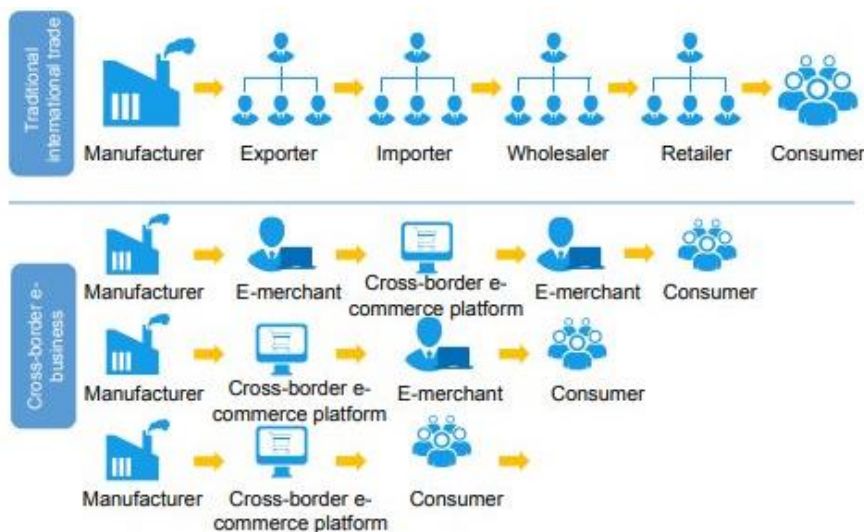 Traditional
international trade
Manufacturer Exporter Importer Wholesaler Retailer Consumer
Cross-border e-
business
Manufacturer E-merchant Cross-border e-
commerce platform E-merchant Consumer
Manufacturer Cross-border e-
commerce platform E-merchant Consumer
Manufacturer Cross-border e-
commerce platform Consumer